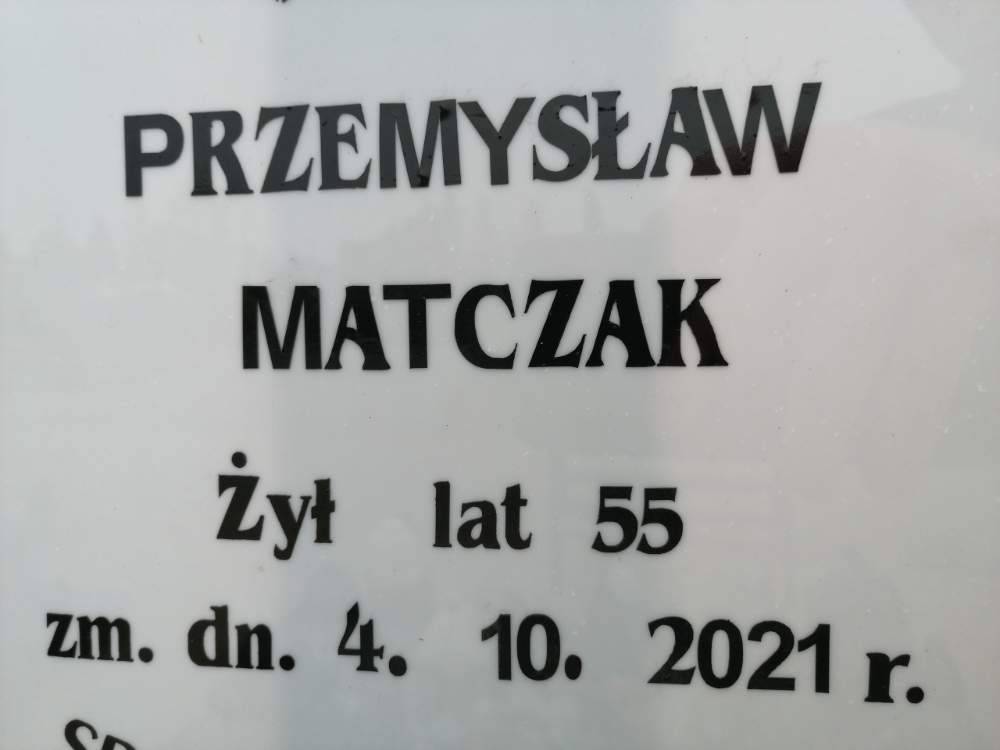 PRZEMYSŁAW
MATCZAK
Żył lat 55
zm. dn. 4. 10. 2021 r.